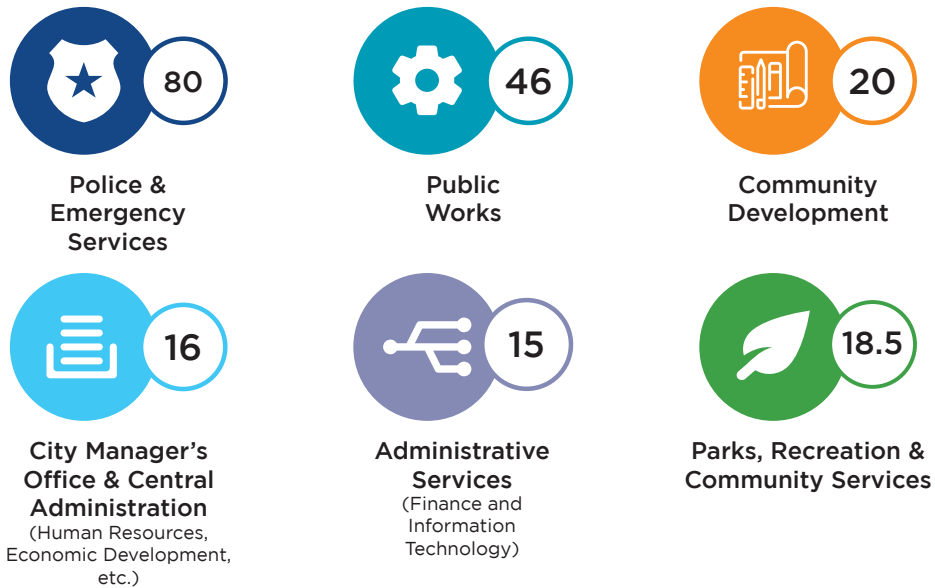 80
Police &
Emergency
Services
46
Public
Works
20
Community
Development
16
City Manager’s
Office & Central
Administration
(Human Resources,
Economic Development,
etc.)
15
Administrative
Services
(Finance and
Information
Technology)
18.5
Parks, Recreation &
Community Services